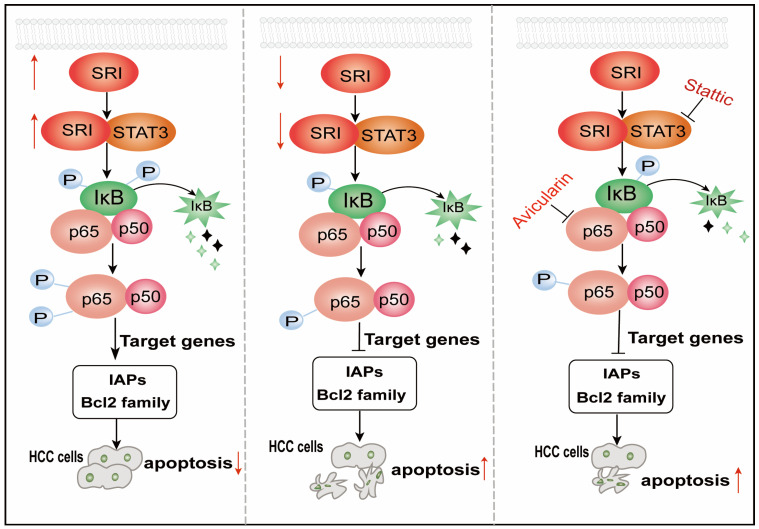 SRI
SRI STAT3
P P
IκB
IκB
p65 p50
P
P
p65 p50
Target genes
IAPs
Bcl2 family
HCC cells
apoptosis
SRI
SRI STAT3
P
IκB
IκB
p65 p50
P
p65 p50
Target genes
IAPs
Bcl2 family
HCC cells
apoptosis
SRI
Stattic
SRI STAT3
P
IκB
IκB
Avicularin
p65 p50
P
p65 p50
Target genes
IAPs
Bcl2 family
HCC cells
apoptosis